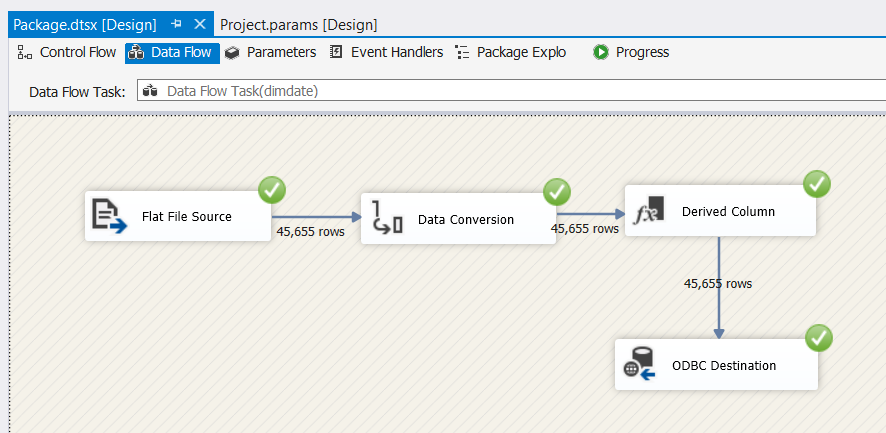 Package.dtsx [Design]
Project.params [Design]
Control Flow
Data Flow
Parameters
Event Handlers
Package Explo
Progress
Data Flow Task:
Data Flow Task(dimdate)
Flat File Source
45,655 rows
Data Conversion
45,655 rows
fx
Derived Column
45,655 rows
ODBC Destination